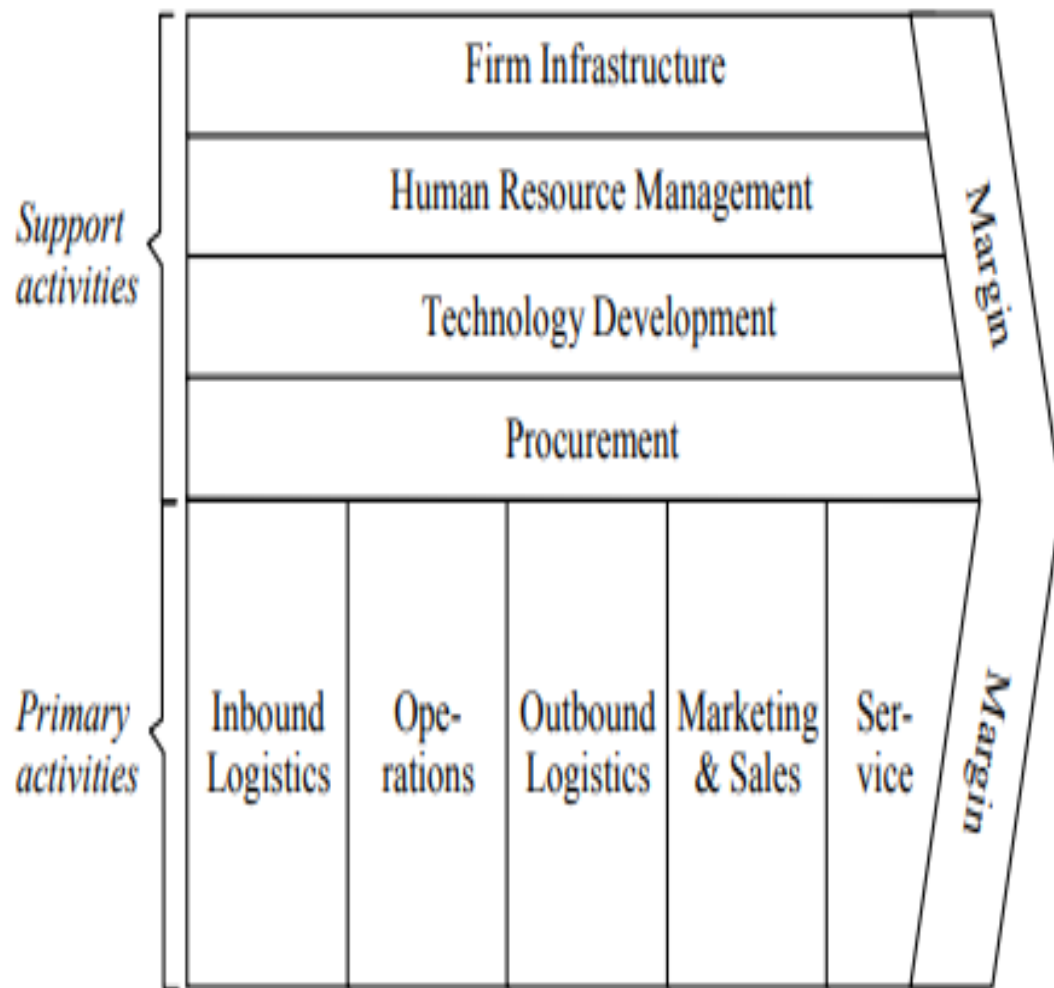 Firm Infrastructure
Human Resource Management
Technology Development
Procurement
Support
activities
Margin
Primary
activities
Inbound
Logistics
Ope-
rations
Outbound
Logistics
Marketing
& Sales
Ser-
vice
Margin